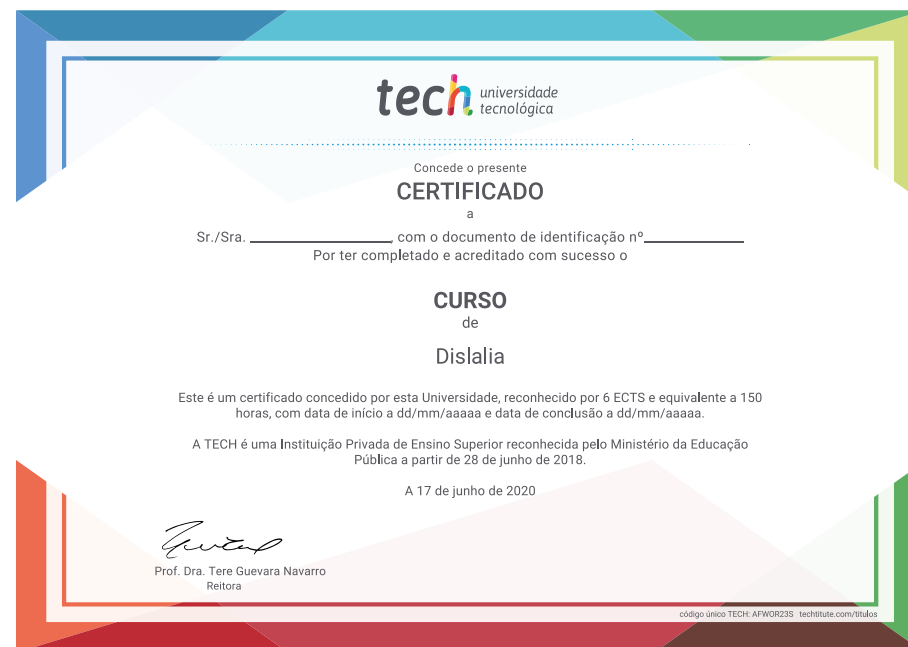 tech universidade
tecnológica
Concede o presente
CERTIFICADO
a
Sr./Sra. , com o documento de identificação nº
Por ter completado e acreditado com sucesso o
CURSO
de
Dislalia
Este é um certificado concedido por esta Universidade, reconhecido por 6 ECTS e equivalente a 150
horas, com data de início a dd/mm/aaaaa e data de conclusão a dd/mm/aaaaa.
A TECH é uma Instituição Privada de Ensino Superior reconhecida pelo Ministério da Educação
Pública a partir de 28 de junho de 2018.
A 17 de junho de 2020
Prof. Dra. Tere Guevara Navarro
Reitora
código único TECH: AFWOR23S techtitute.com/titulos